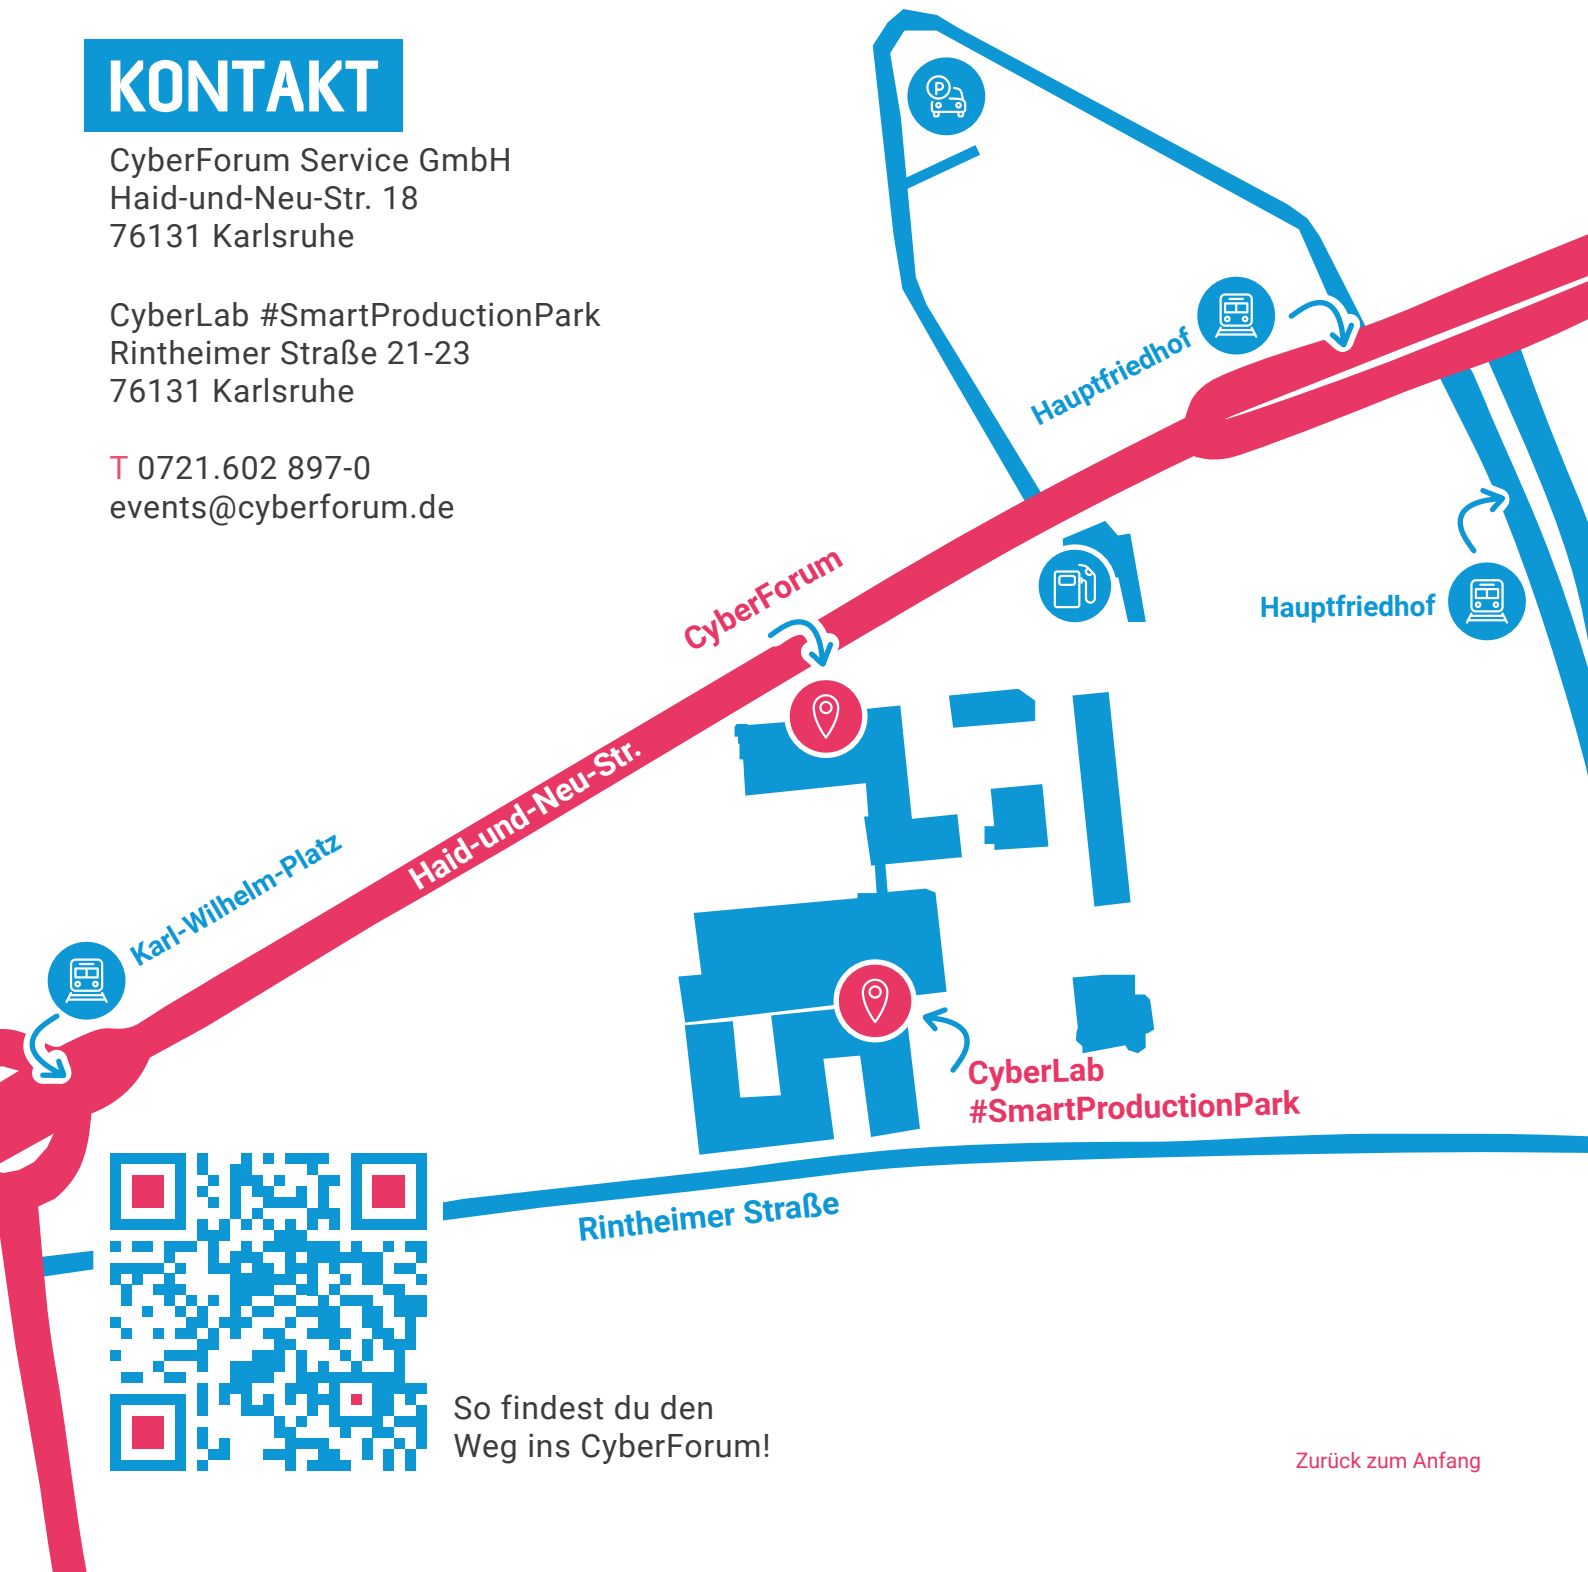 KONTAKT
CyberForum Service GmbH
Haid-und-Neu-Str. 18
76131 Karlsruhe
CyberLab #SmartProductionPark
Rintheimer Straße 21-23
76131 Karlsruhe
T 0721.602 897-0
events@cyberforum.de
P
Hauptfriedhof
CyberForum
Hauptfriedhof
Haid-und-Neu-Str.
Karl-Wilhelm-Platz
CyberLab
#SmartProductionPark
Rintheimer Straße
So findest du den
Weg ins CyberForum!
Zurück zum Anfang